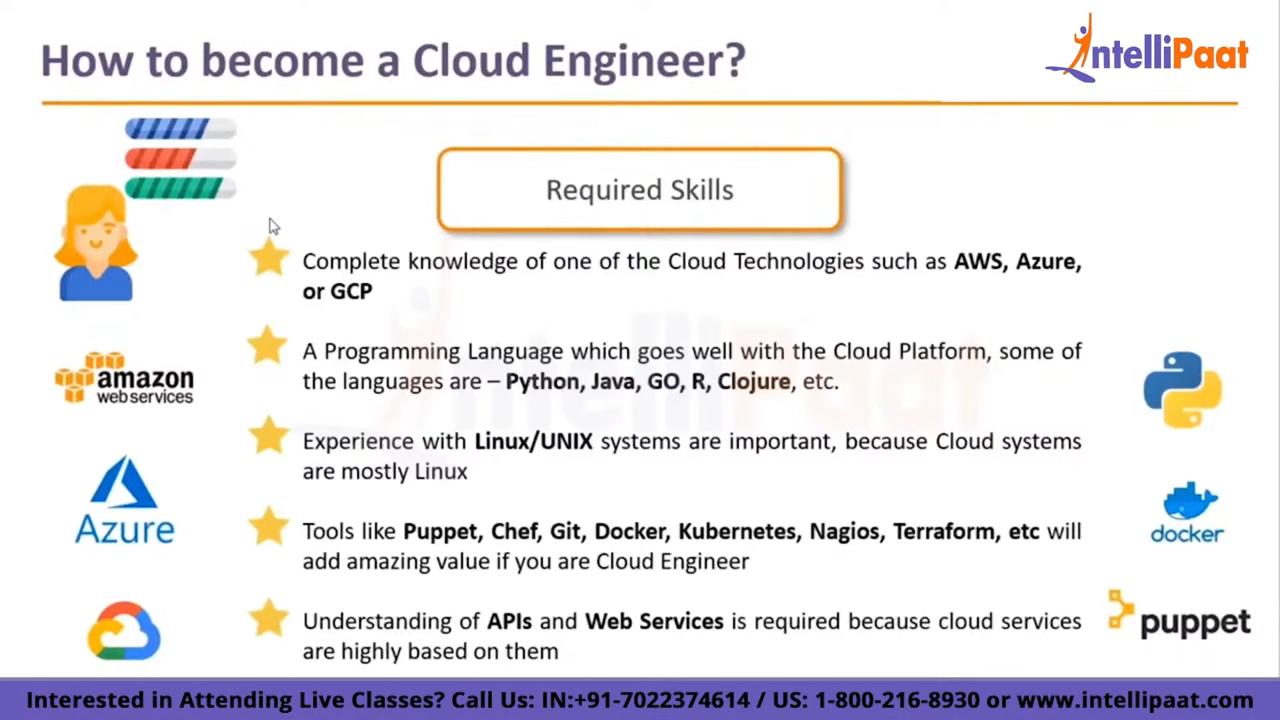 How to become a Cloud Engineer?
IntelliPaat
Required Skills
Complete knowledge of one of the Cloud Technologies such as AWS, Azure,
or GCP
A Programming Language which goes well with the Cloud Platform, some of
the languages are – Python, Java, GO, R, Clojure, etc.
Experience with Linux/UNIX systems are important, because Cloud systems
are mostly Linux
Tools like Puppet, Chef, Git, Docker, Kubernetes, Nagios, Terraform, etc will
add amazing value if you are Cloud Engineer
Understanding of APIs and Web Services is required because cloud services
are highly based on them
amazon
web services
Azure
docker
puppet
IntelliPaat
Interested in Attending Live Classes? Call Us: IN:+91-7022374614 / US: 1-800-216-8930 or www.intellipaat.com